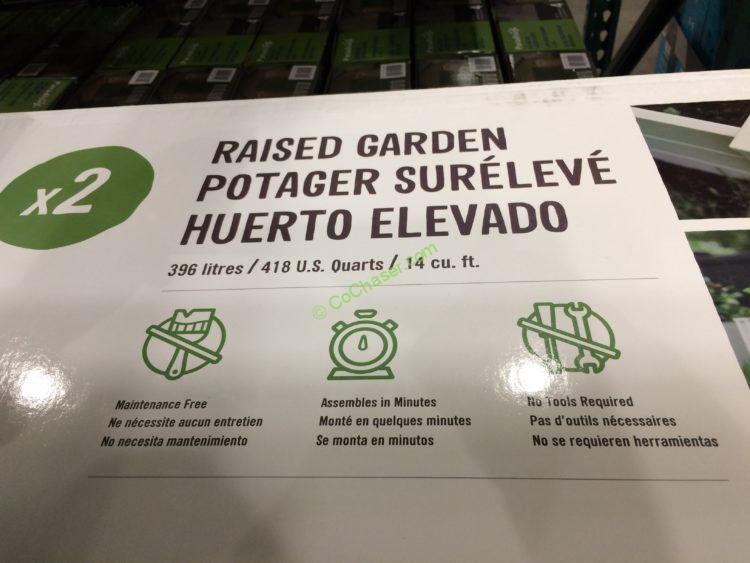 x2
RAISED GARDEN
POTAGER SURÉLEVÉ
HUERTO ELEVADO
396 litres / 418 U.S. Quarts / 14 cu. ft.
© CoChaser.com
Maintenance Free
Ne nécessite aucun entretien
No necesita mantenimiento
Assembles in Minutes
Monté en quelques minutes
Se monta en minutos
No Tools Required
Pas d'outils nécessaires
No se requieren herramientas